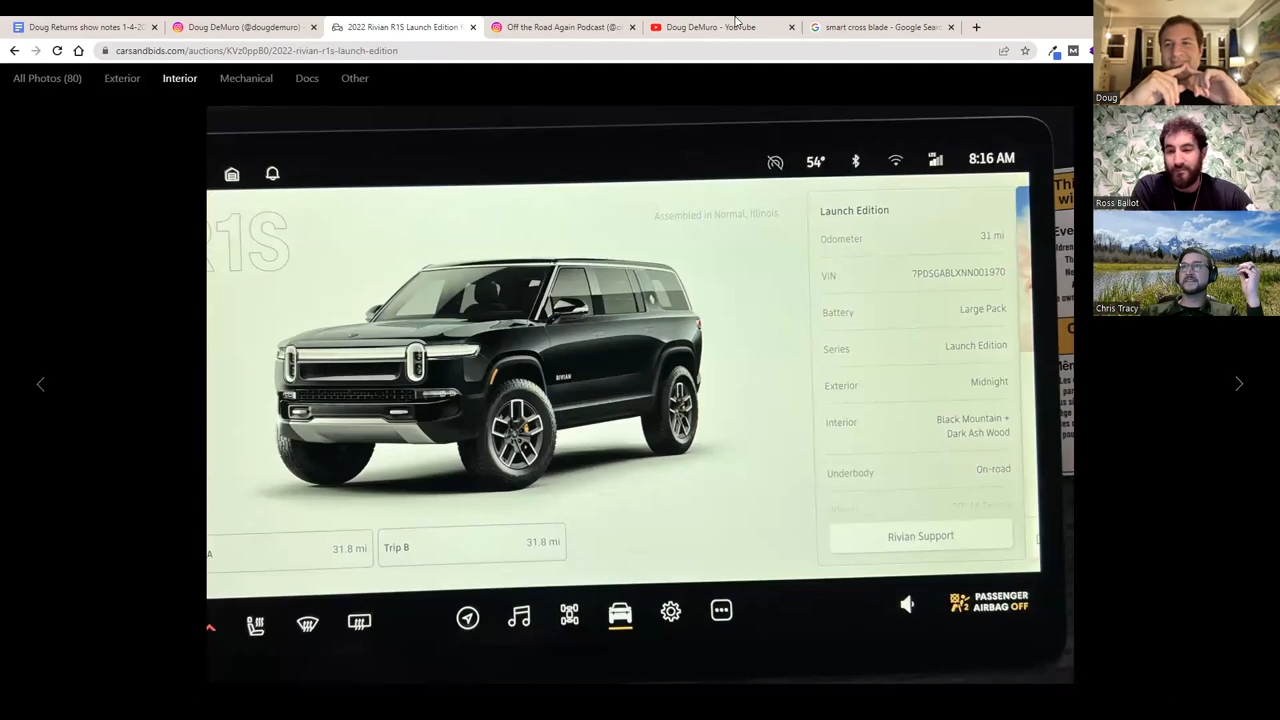 Doug Returns show notes 1-4-20
Doug DeMuro (@dougdemuro)
2022 Rivian R1S Launch Edition
Off the Road Again Podcast (@o
Doug DeMuro - YouTube
smart cross blade - Google Sear
carsandbids.com/auctions/KVz0ppB0/2022-rivian-r1s-launch-edition
All Photos (80) Exterior Interior Mechanical Docs Other
54° LTE 8:16 AM
R1S
Assembled in Normal, Illinois
Launch Edition
Odometer 31 mi
VIN 7PDSGABLXNN001970
Battery Large Pack
Series Launch Edition
Exterior Midnight
Interior Black Mountain +
Dark Ash Wood
Underbody On-road
Rivian Support
RIVIAN
A 31.8 mi
Trip B 31.8 mi
PASSENGER
AIRBAG OFF
Doug
Ross Ballot
Chris Tracy